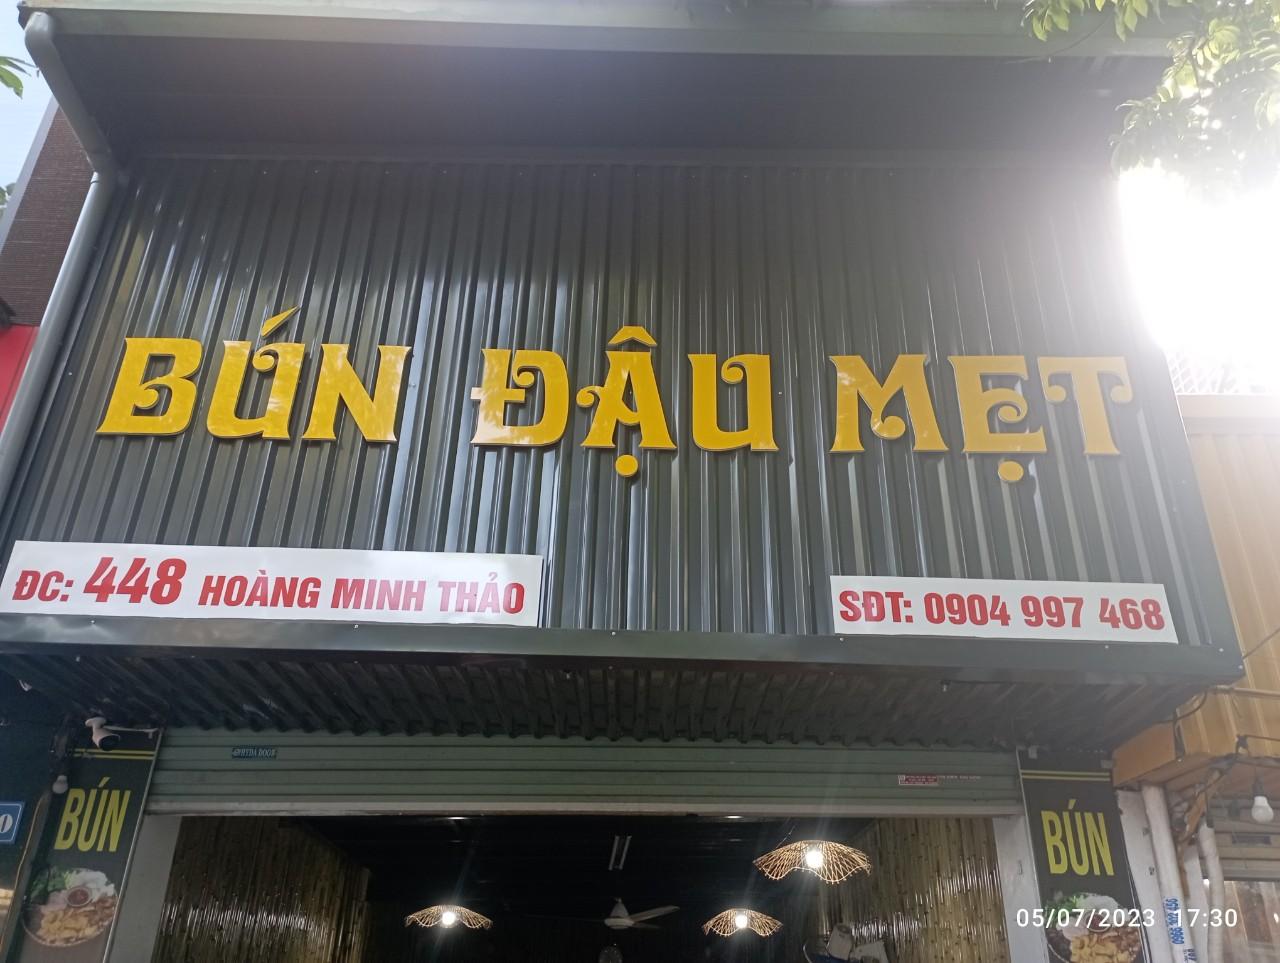 BÚN ĐẬU MẸT
ĐC: 448 HOÀNG MINH THẢO
SĐT: 0904 997 468
BÚN
BÚN
05/07/2023 17:30